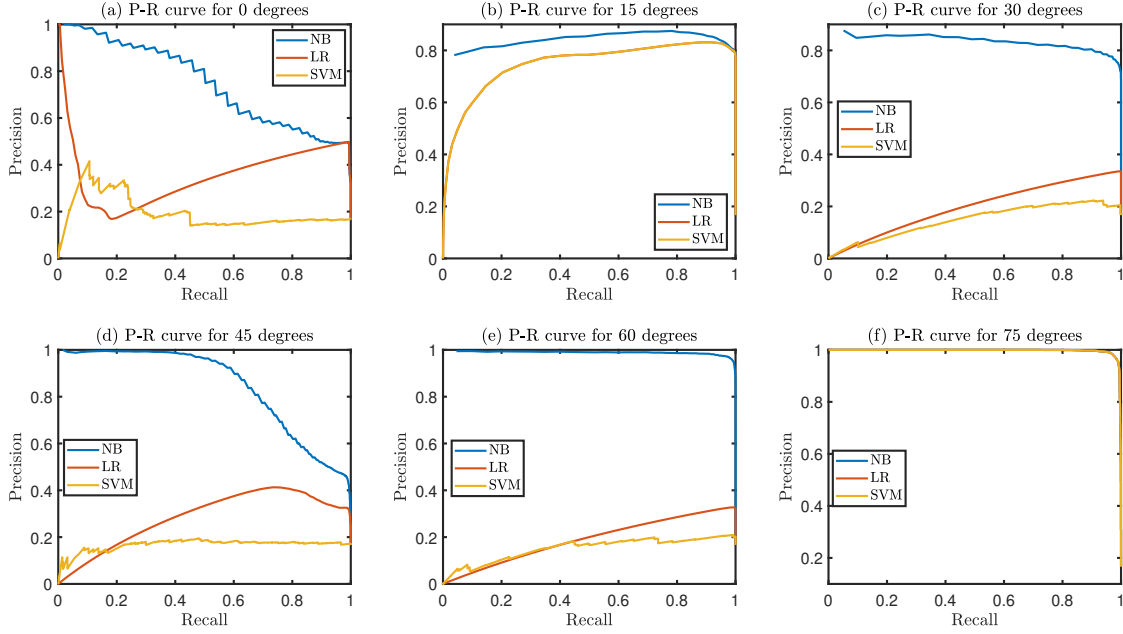 (a) P-R curve for 0 degrees
1
0.8
0.6
0.4
0.2
0
Precision
NB
LR
SVM
0 0.2 0.4 0.6 0.8 1
Recall
(b) P-R curve for 15 degrees
0.8
0.6
0.4
0.2
0
Precision
NB
LR
SVM
0 0.2 0.4 0.6 0.8 1
Recall
(c) P-R curve for 30 degrees
0.8
0.6
0.4
0.2
0
Precision
NB
LR
SVM
0 0.2 0.4 0.6 0.8 1
Recall
(d) P-R curve for 45 degrees
1
0.8
0.6
0.4
0.2
0
Precision
NB
LR
SVM
0 0.2 0.4 0.6 0.8 1
Recall
(e) P-R curve for 60 degrees
1
0.8
0.6
0.4
0.2
0
Precision
NB
LR
SVM
0 0.2 0.4 0.6 0.8 1
Recall
(f) P-R curve for 75 degrees
1
0.8
0.6
0.4
0.2
Precision
NB
LR
SVM
0 0.2 0.4 0.6 0.8 1
Recall